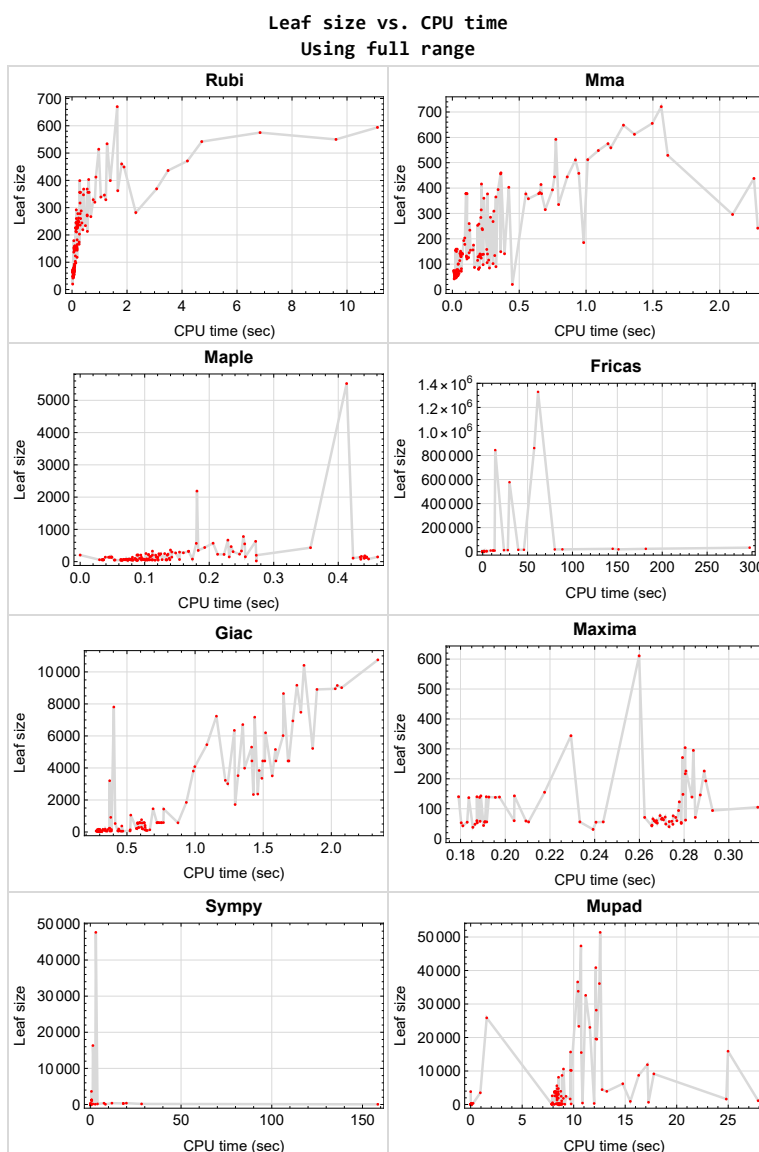 Leaf size vs. CPU time
Using full range
Rubi
Leaf size
700
600
500
400
300
200
100
0
0 2 4 6 8 10
CPU time (sec)
Mma
Leaf size
700
600
500
400
300
200
100
0
0.0 0.5 1.0 1.5 2.0
CPU time (sec)
Maple
Leaf size
5000
4000
3000
2000
1000
0
0.0 0.1 0.2 0.3 0.4
CPU time (sec)
Fricas
Leaf size
1.4×10^6
1.2×10^6
1.0×10^6
800 000
600 000
400 000
200 000
0
0 50 100 150 200 250 300
CPU time (sec)
Giac
Leaf size
10 000
8000
6000
4000
2000
0
0.5 1.0 1.5 2.0
CPU time (sec)
Maxima
Leaf size
600
500
400
300
200
100
0
0.18 0.20 0.22 0.24 0.26 0.28 0.30
CPU time (sec)
Sympy
Leaf size
50 000
40 000
30 000
20 000
10 000
0
0 50 100 150
CPU time (sec)
Mupad
Leaf size
50 000
40 000
30 000
20 000
10 000
0
0 5 10 15 20 25
CPU time (sec)